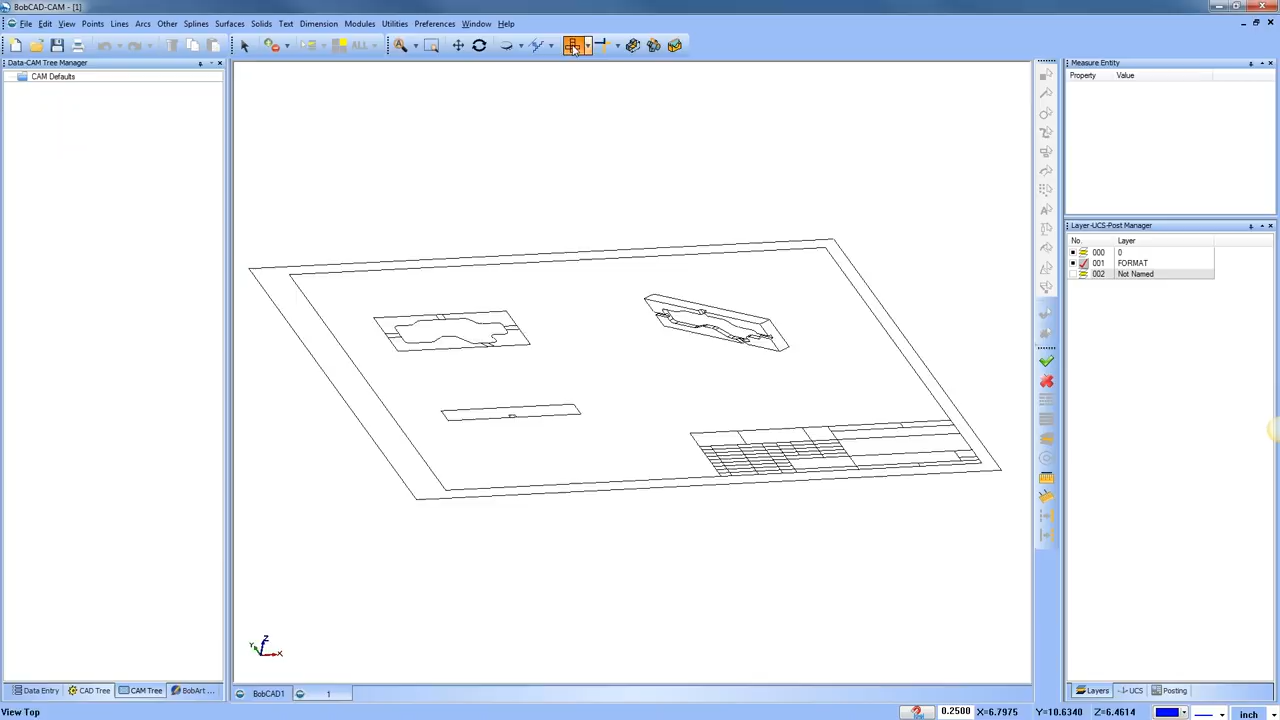 BobCAD-CAM - [1]
File Edit View Points Lines Arcs Other Splines Surfaces Solids Text Dimension Modules Utilities Preferences Window Help
ALL
Data-CAM Tree Manager
CAM Defaults
Measure Entity
Property Value
Layer-UCS-Post Manager
No. Layer
000 0
001 FORMAT
002 Not Named
Z
Y
X
Data Entry CAD Tree CAM Tree BobArt ...
BobCAD1 1
Layers UCS Posting
View Top
0.2500 X=6.7975 Y=10.6340 Z=6.4614 inch